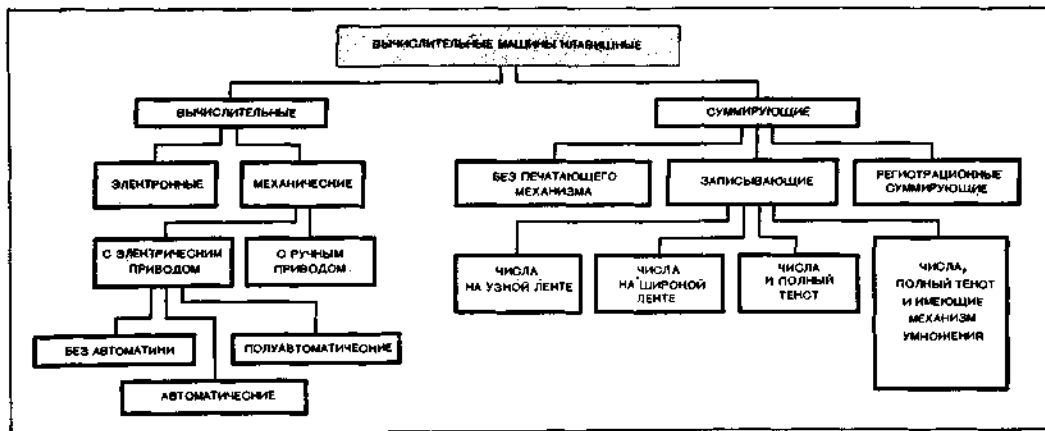 ВЫЧИСЛИТЕЛЬНЫЕ МАШИНЫ КЛАВИШНЫЕ
ВЫЧИСЛИТЕЛЬНЫЕ
СУММИРУЮЩИЕ
ЭЛЕКТРОННЫЕ
МЕХАНИЧЕСКИЕ
БЕЗ ПЕЧАТАЮЩЕГО
МЕХАНИЗМА
ЗАПИСЫВАЮЩИЕ
РЕГИСТРАЦИОННЫЕ
СУММИРУЮЩИЕ
С ЭЛЕКТРИЧЕСКИМ
ПРИВОДОМ
С РУЧНЫМ
ПРИВОДОМ
ЧИСЛА
НА УЗКОЙ ЛЕНТЕ
ЧИСЛА
НА ШИРОКОЙ
ЛЕНТЕ
ЧИСЛА
И ПОЛНЫЙ
ТЕКСТ
ЧИСЛА,
ПОЛНЫЙ ТЕКСТ
И ИМЕЮЩИЕ
МЕХАНИЗМ
УМНОЖЕНИЯ
БЕЗ АВТОМАТИКИ
ПОЛУАВТОМАТИЧЕСКИЕ
АВТОМАТИЧЕСКИЕ